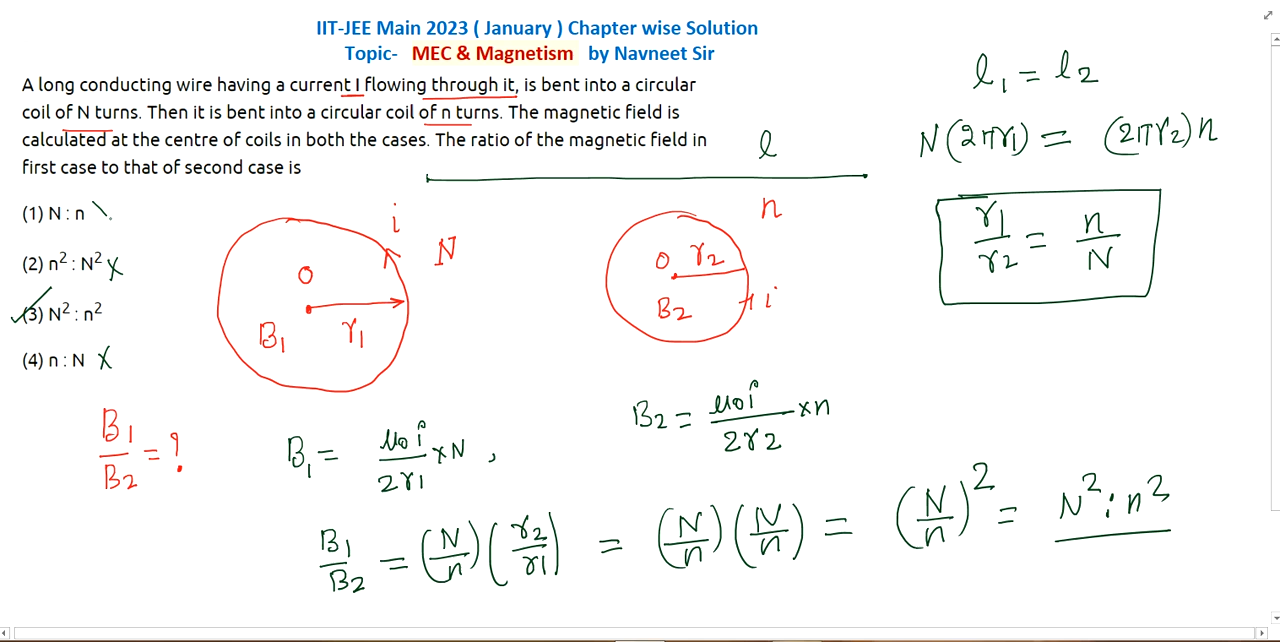 IIT-JEE Main 2023 ( January ) Chapter wise Solution
Topic- MEC & Magnetism by Navneet Sir
A long conducting wire having a current I flowing through it, is bent into a circular
coil of N turns. Then it is bent into a circular coil of n turns. The magnetic field is
calculated at the centre of coils in both the cases. The ratio of the magnetic field in
first case to that of second case is
(1) N : n
(2) n² : N²
(3) N² : n²
(4) n : N
l
l₁ = l₂
N(2πr₁) = (2πr₂)n
r₁/r₂ = n/N
i
N
O
B₁
r₁
n
O r₂
B₂
i
B₁/B₂ = ?
B₁ = μ₀i/2r₁ × N ,
B₂ = μ₀i/2r₂ × n
B₁/B₂ = (N/n)(r₂/r₁) = (N/n)(N/n) = (N/n)² = N² : n²